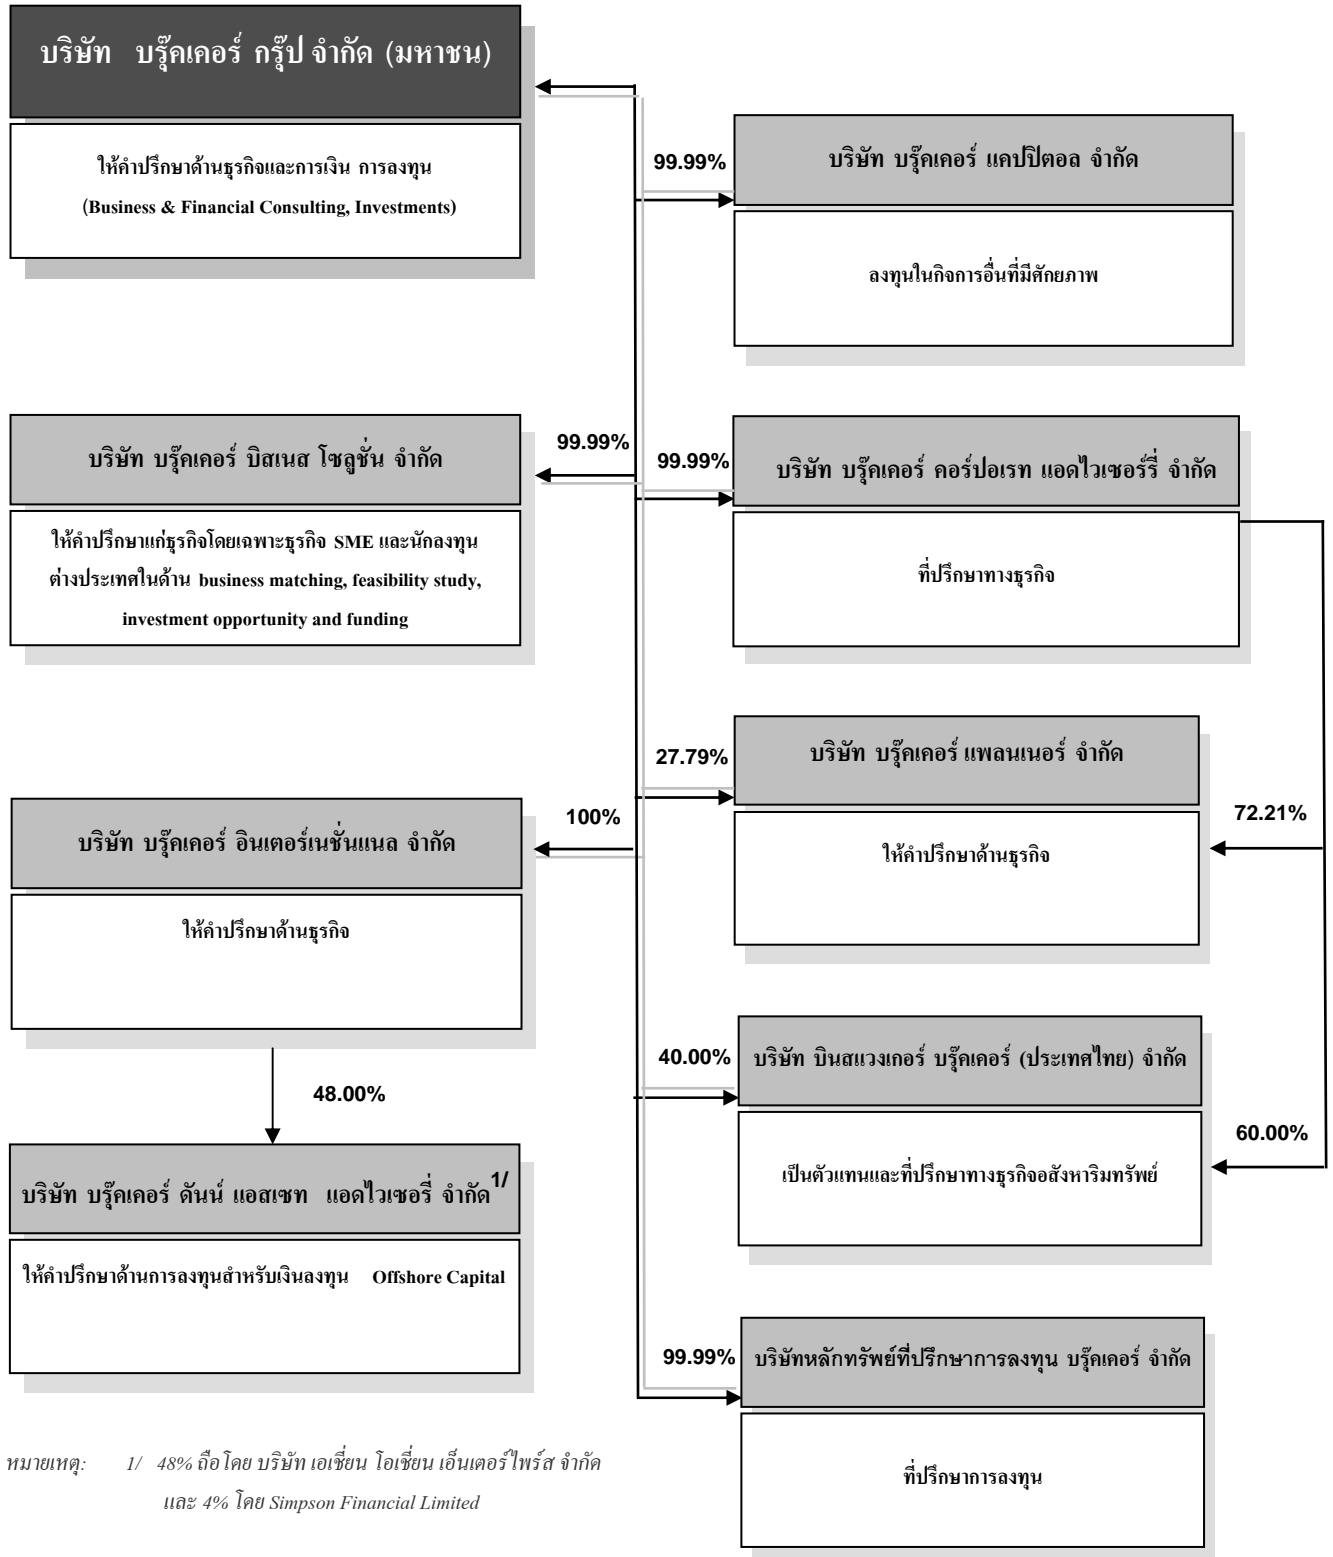 บริษัท บรุ๊คเคอร์ กรุ๊ป จำกัด (มหาชน)
ให้คำปรึกษาด้านธุรกิจและการเงิน การลงทุน
(Business & Financial Consulting, Investments)
99.99%
บริษัท บรุ๊คเคอร์ แคปปิตอล จำกัด
ลงทุนในกิจการอื่นที่มีศักยภาพ
บริษัท บรุ๊คเคอร์ บิสเนส โซลูชั่น จำกัด
99.99%
ให้คำปรึกษาแก่ธุรกิจโดยเฉพาะธุรกิจ SME และนักลงทุน
ต่างประเทศในด้าน business matching, feasibility study,
investment opportunity and funding
99.99%
บริษัท บรุ๊คเคอร์ คอร์ปอเรท แอดไวเซอร์รี่ จำกัด
ที่ปรึกษาทางธุรกิจ
27.79%
บริษัท บรุ๊คเคอร์ แพลนเนอร์ จำกัด
ให้คำปรึกษาด้านธุรกิจ
72.21%
บริษัท บรุ๊คเคอร์ อินเตอร์เนชั่นแนล จำกัด
100%
ให้คำปรึกษาด้านธุรกิจ
48.00%
40.00%
บริษัท บินสแวงเกอร์ บรุ๊คเคอร์ (ประเทศไทย) จำกัด
เป็นตัวแทนและที่ปรึกษาทางธุรกิจอสังหาริมทรัพย์
60.00%
บริษัท บรุ๊คเคอร์ ดันน์ แอสเซท แอดไวเซอรี่ จำกัด 1/
ให้คำปรึกษาด้านการลงทุนสำหรับเงินลงทุน Offshore Capital
99.99%
บริษัทหลักทรัพย์ที่ปรึกษาการลงทุน บรุ๊คเคอร์ จำกัด
ที่ปรึกษาการลงทุน
หมายเหตุ: 1/ 48% ถือโดย บริษัท เอเชี่ยน โอเชี่ยน เอ็นเตอร์ไพร์ส จำกัด
และ 4% โดย Simpson Financial Limited